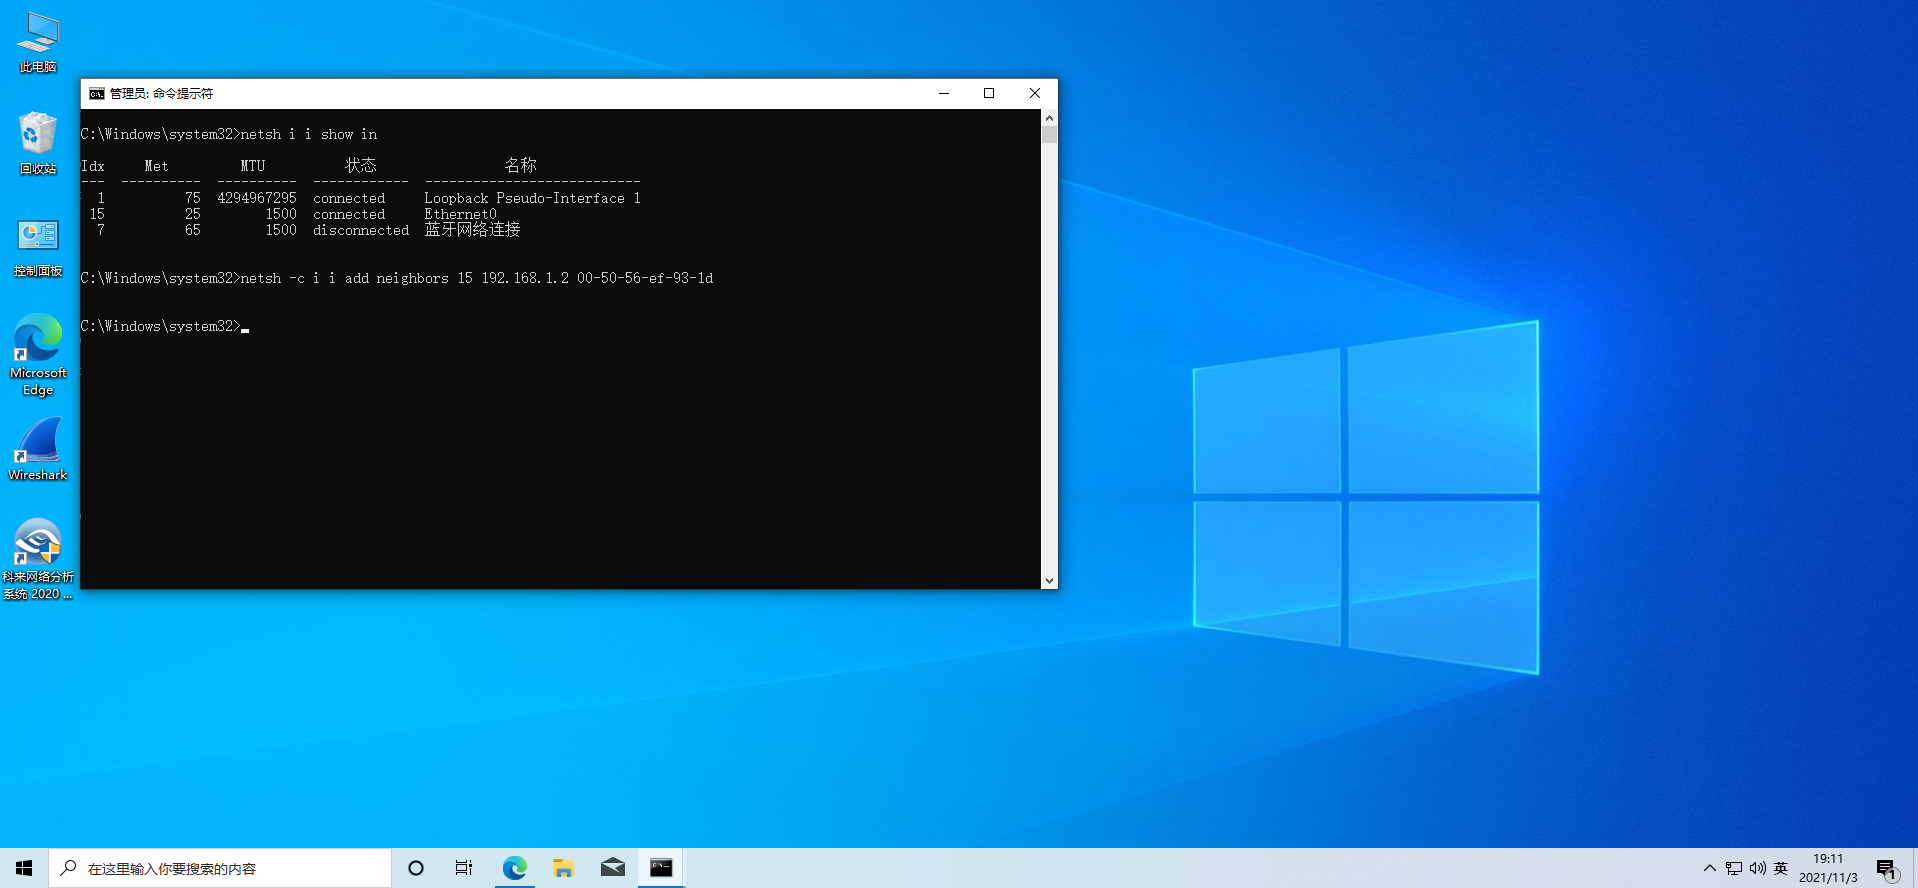 此电脑
回收站
控制面板
Microsoft
Edge
Wireshark
科来网络分析
系统 2020 ...
管理员: 命令提示符
C:\Windows\system32>netsh i i show in
Idx     Met         MTU          状态                名称
---  ----------  ----------  ------------  ---------------------------
1          75  4294967295  connected     Loopback Pseudo-Interface 1
15          25        1500  connected     Ethernet0
7          65        1500  disconnected  蓝牙网络连接
C:\Windows\system32>netsh -c i i add neighbors 15 192.168.1.2 00-50-56-ef-93-1d
C:\Windows\system32>
在这里输入你要搜索的内容
英
19:11
2021/11/3
1